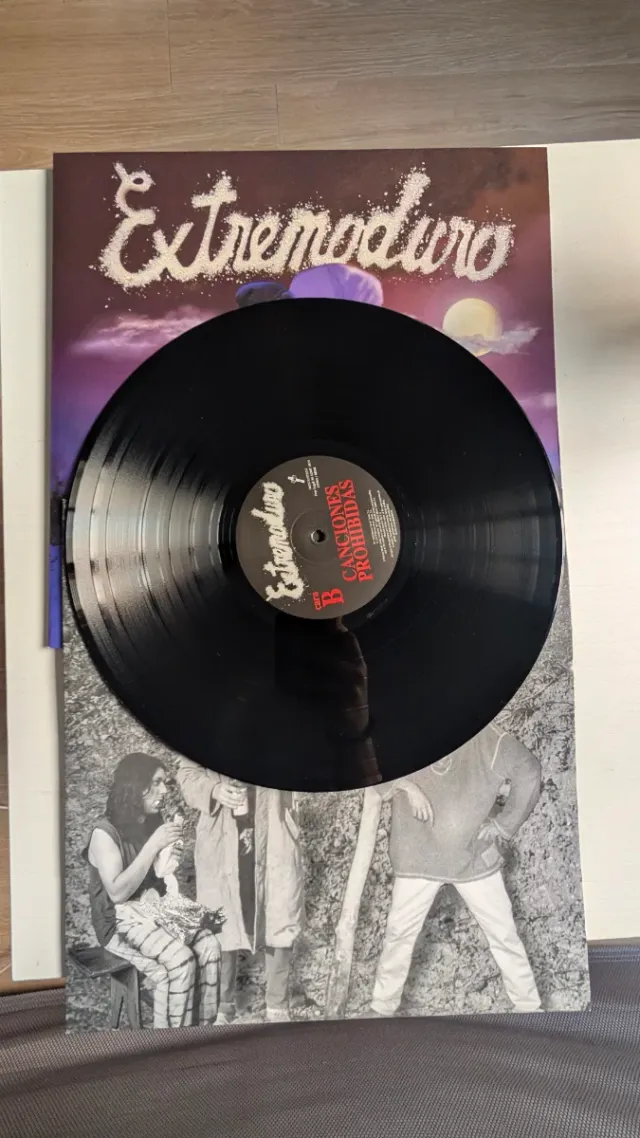 Extremoduro
Extremoduro
cara
B
CANCIONES
PROHIBIDAS